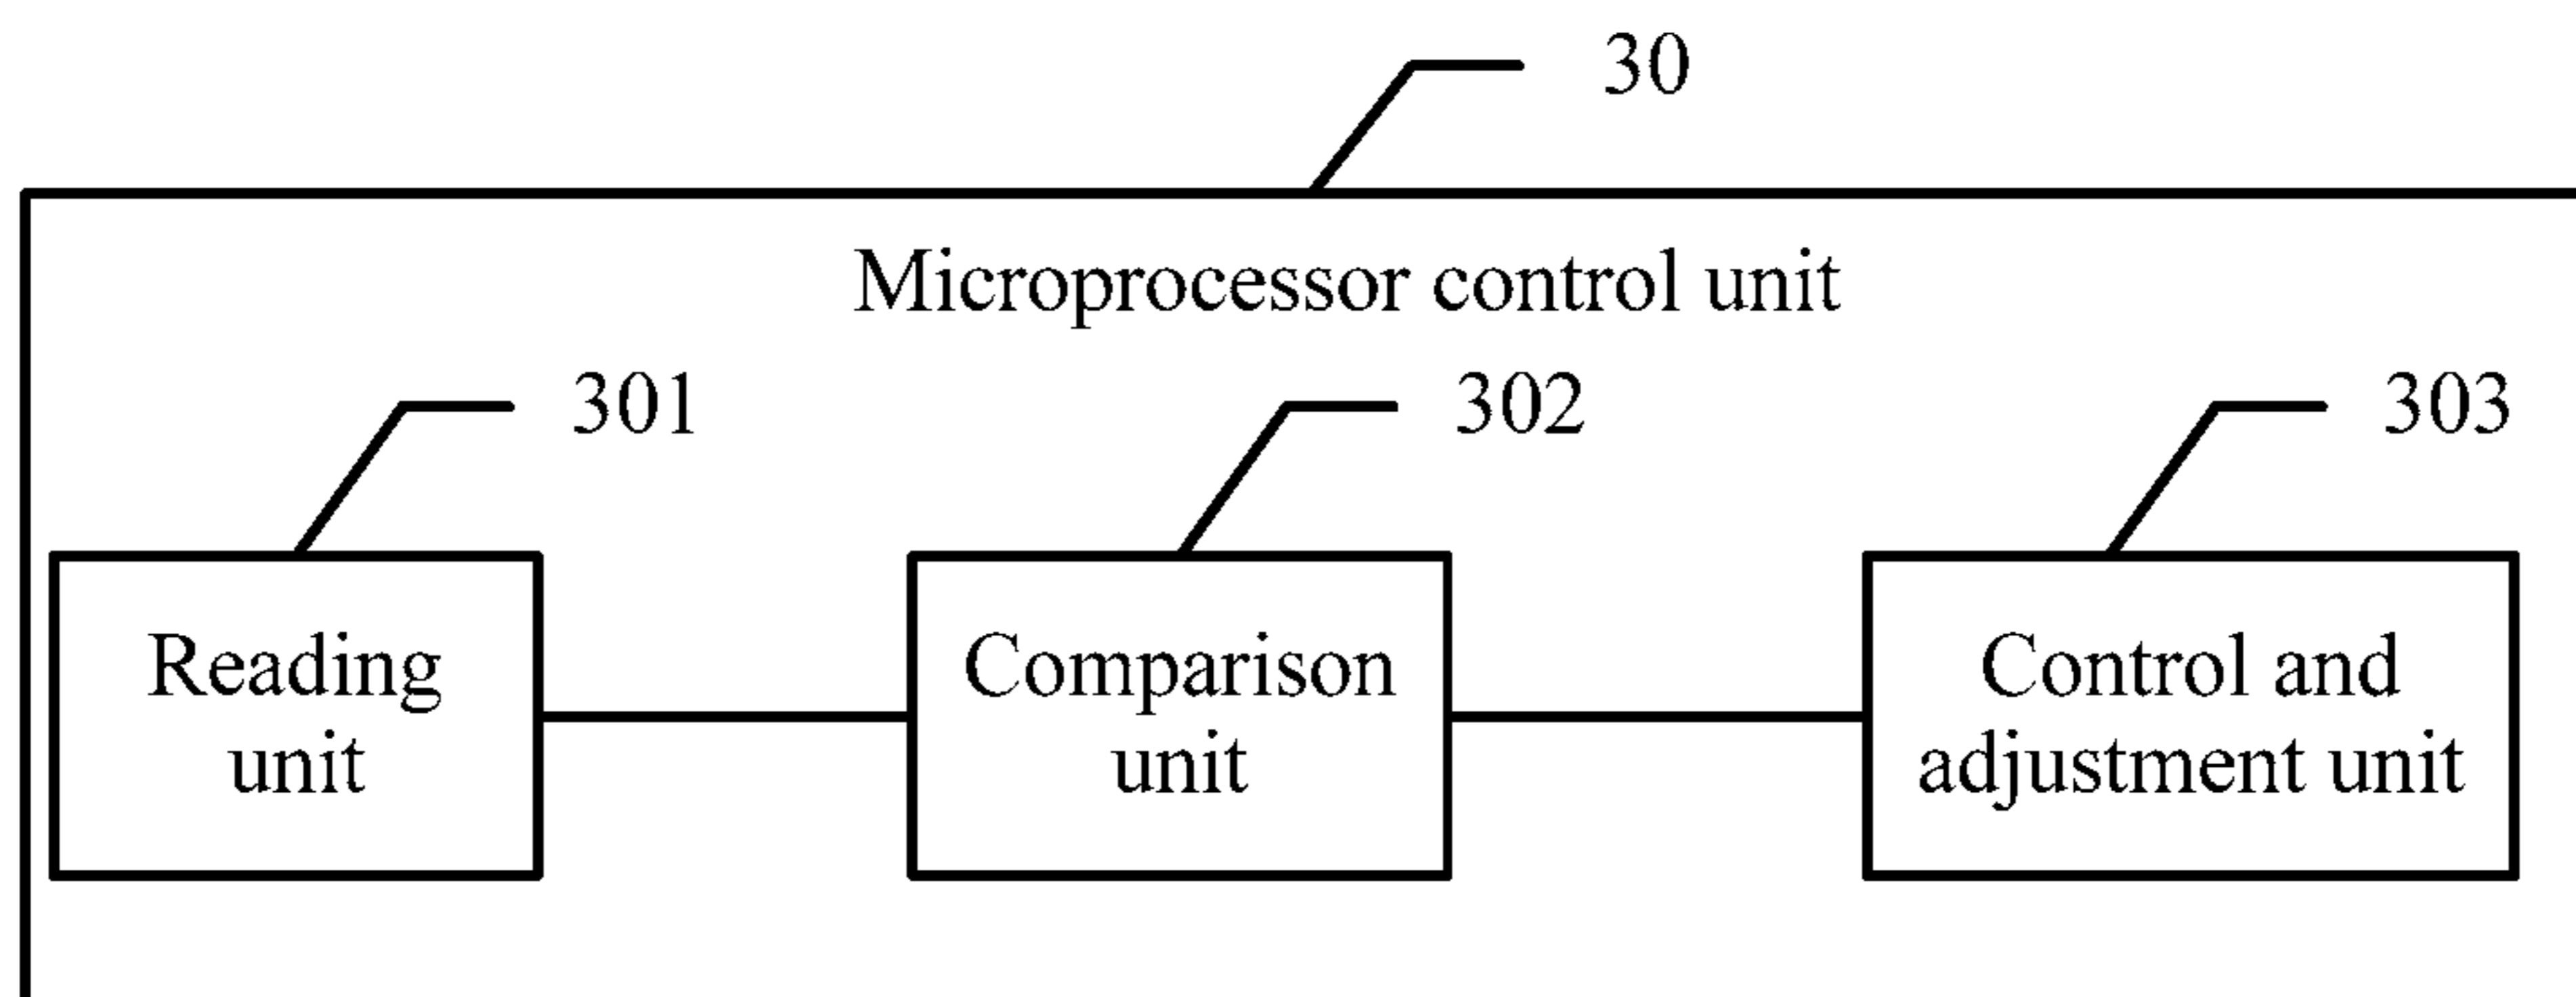 30
Microprocessor control unit
301
302
303
Reading
unit
Comparison
unit
Control and
adjustment unit